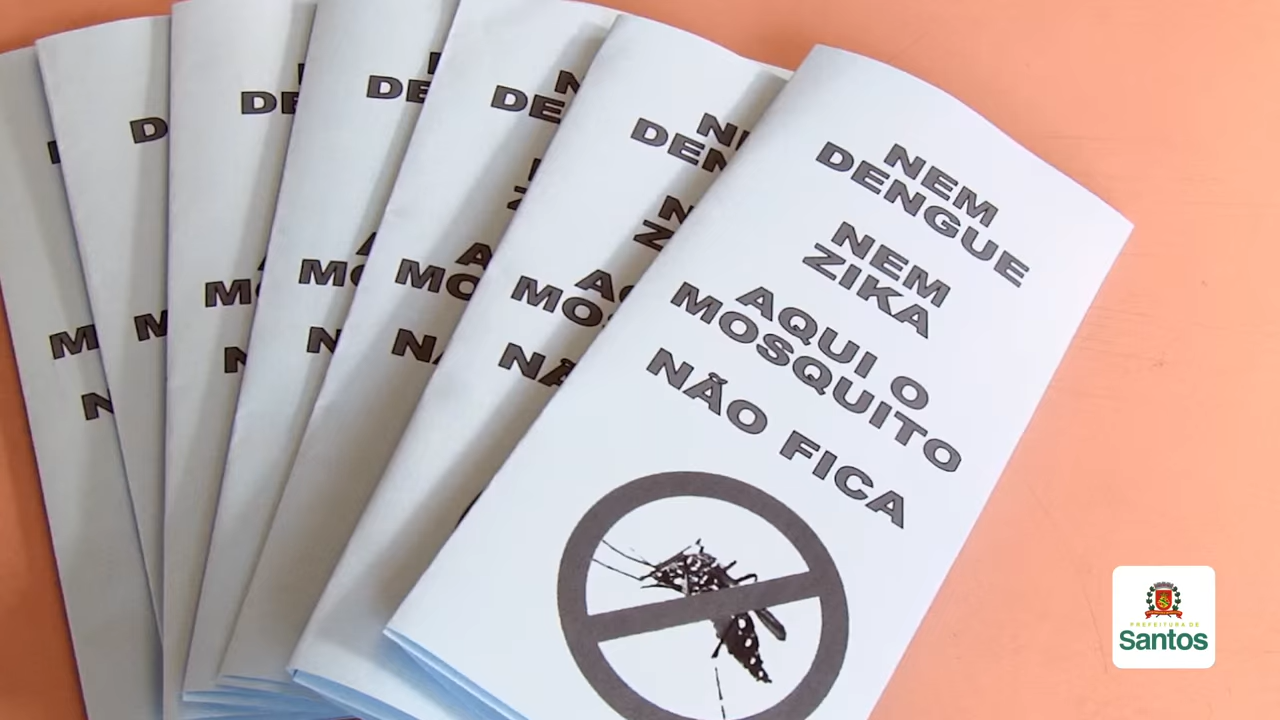 NEM
DENGUE
NEM
ZIKA
AQUI O
MOSQUITO
NÃO FICA
PREFEITURA DE
Santos